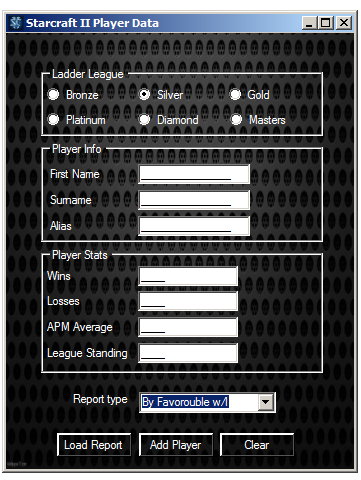 Starcraft II Player Data
Ladder League
Bronze Silver Gold
Platinum Diamond Masters
Player Info
First Name
Surname
Alias
Player Stats
Wins
Losses
APM Average
League Standing
Report type By Favorouble w/l
Load Report Add Player Clear